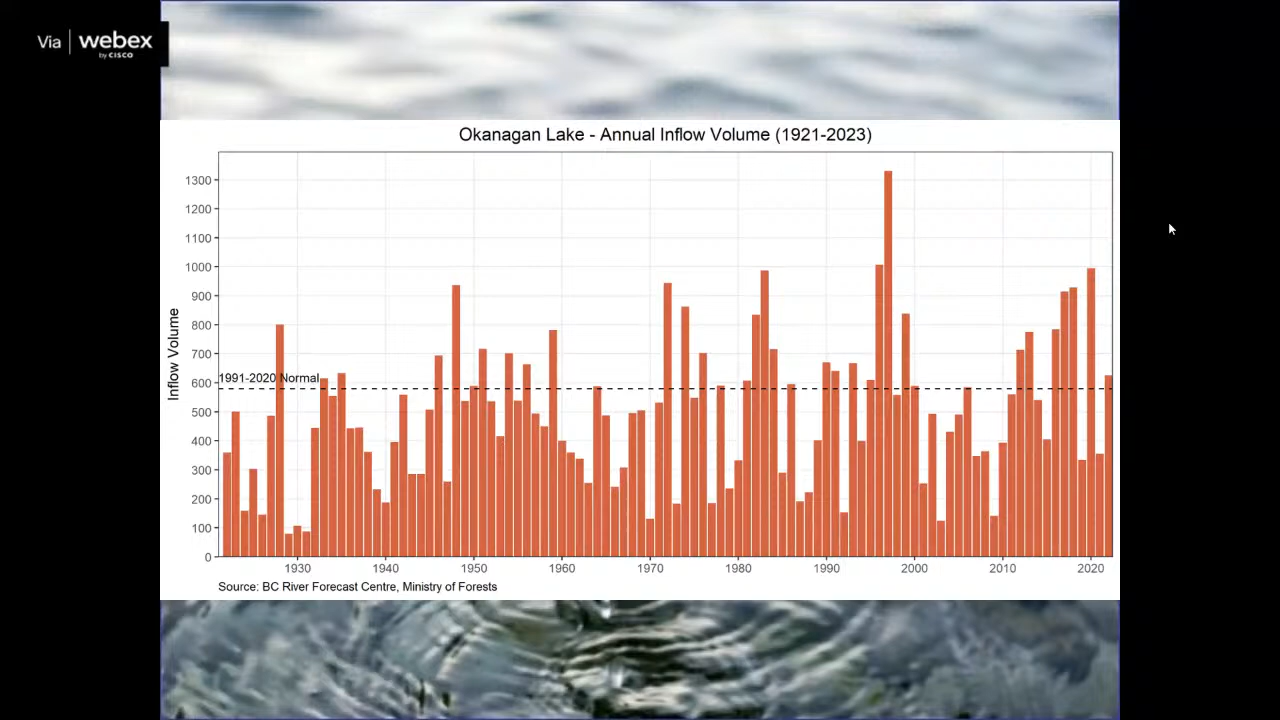 Via webex
by CISCO
Okanagan Lake - Annual Inflow Volume (1921-2023)
1300
1200
1100
1000
900
800
700
600
500
400
300
200
100
0
Inflow Volume
1991-2020 Normal
1930 1940 1950 1960 1970 1980 1990 2000 2010 2020
Source: BC River Forecast Centre, Ministry of Forests